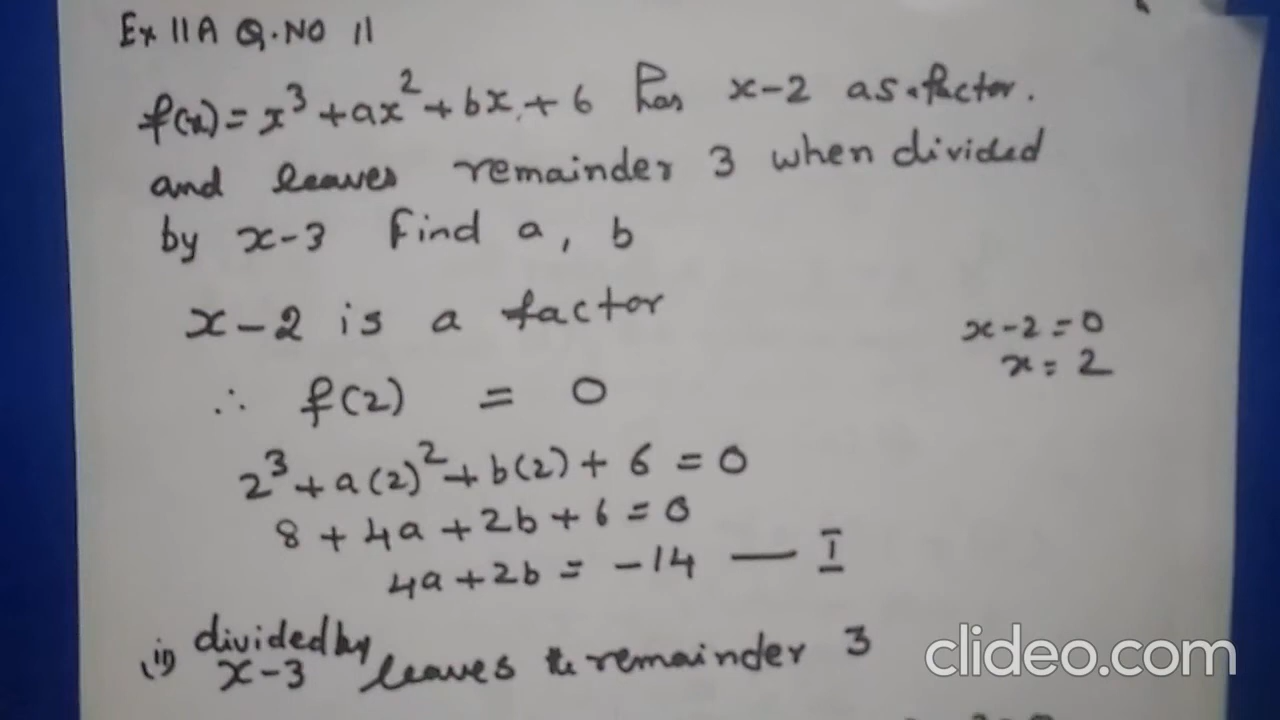 Ex 11A Q.NO 11
f(x) = x³ + ax² + bx + 6 has x-2 as factor.
and leaves remainder 3 when divided
by x-3 Find a, b
x-2 is a factor
x-2 = 0
x = 2
∴ f(2) = 0
2³ + a(2)² + b(2) + 6 = 0
8 + 4a + 2b + 6 = 0
4a + 2b = -14 — I
(ii) divided by
x-3 leaves remainder 3
clideo.com